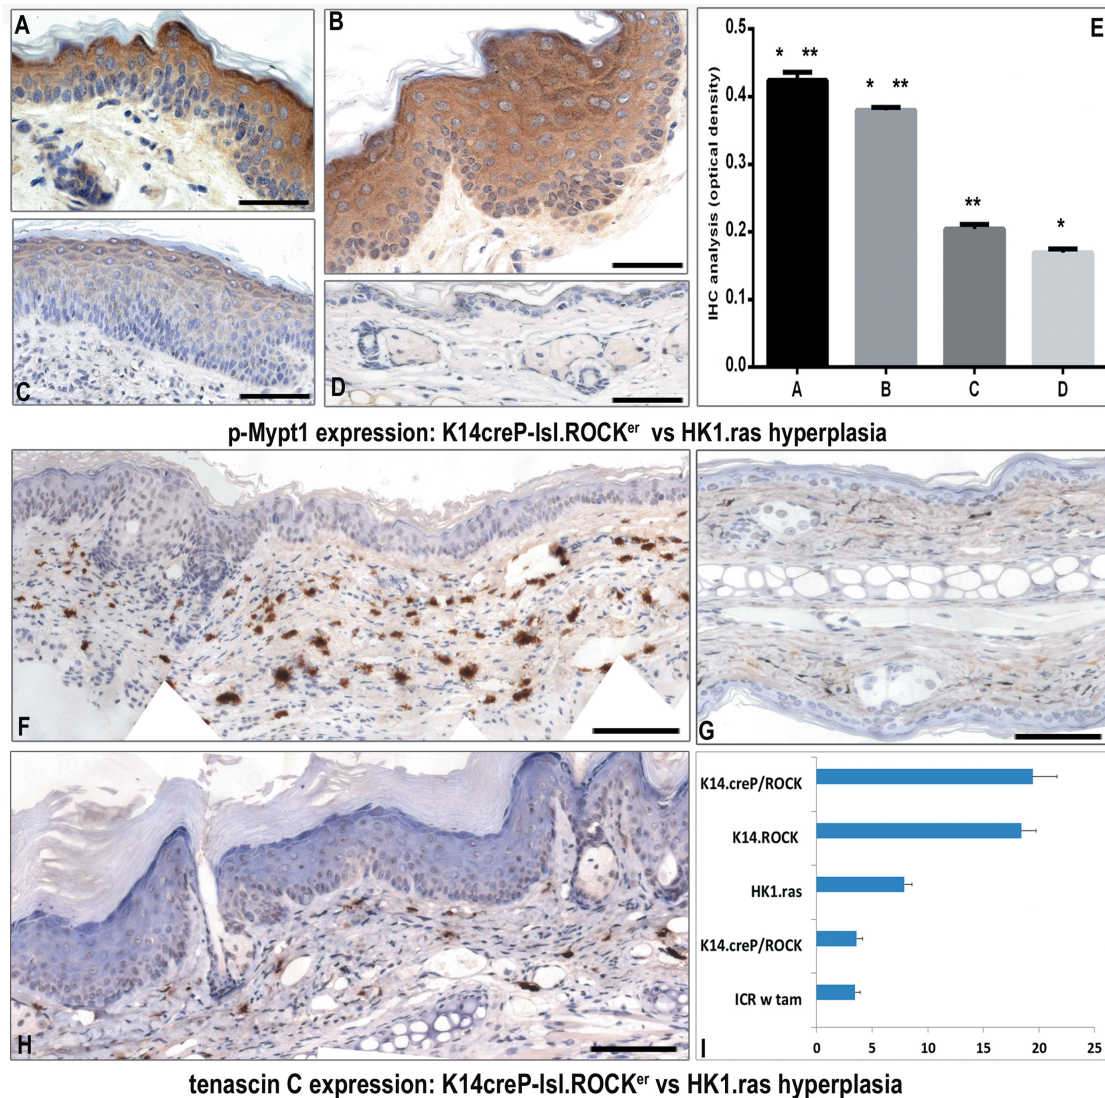 A
B
C
D
E
IHC analysis (optical density)
0.5
0.4
0.3
0.2
0.1
0.0
* **
* **
**
*
A B C D
p-Mypt1 expression: K14creP-lsl.ROCKᵉʳ vs HK1.ras hyperplasia
F
G
H
I
K14.creP/ROCK
K14.ROCK
HK1.ras
K14.creP/ROCK
ICR w tam
0 5 10 15 20 25
tenascin C expression: K14creP-lsl.ROCKᵉʳ vs HK1.ras hyperplasia